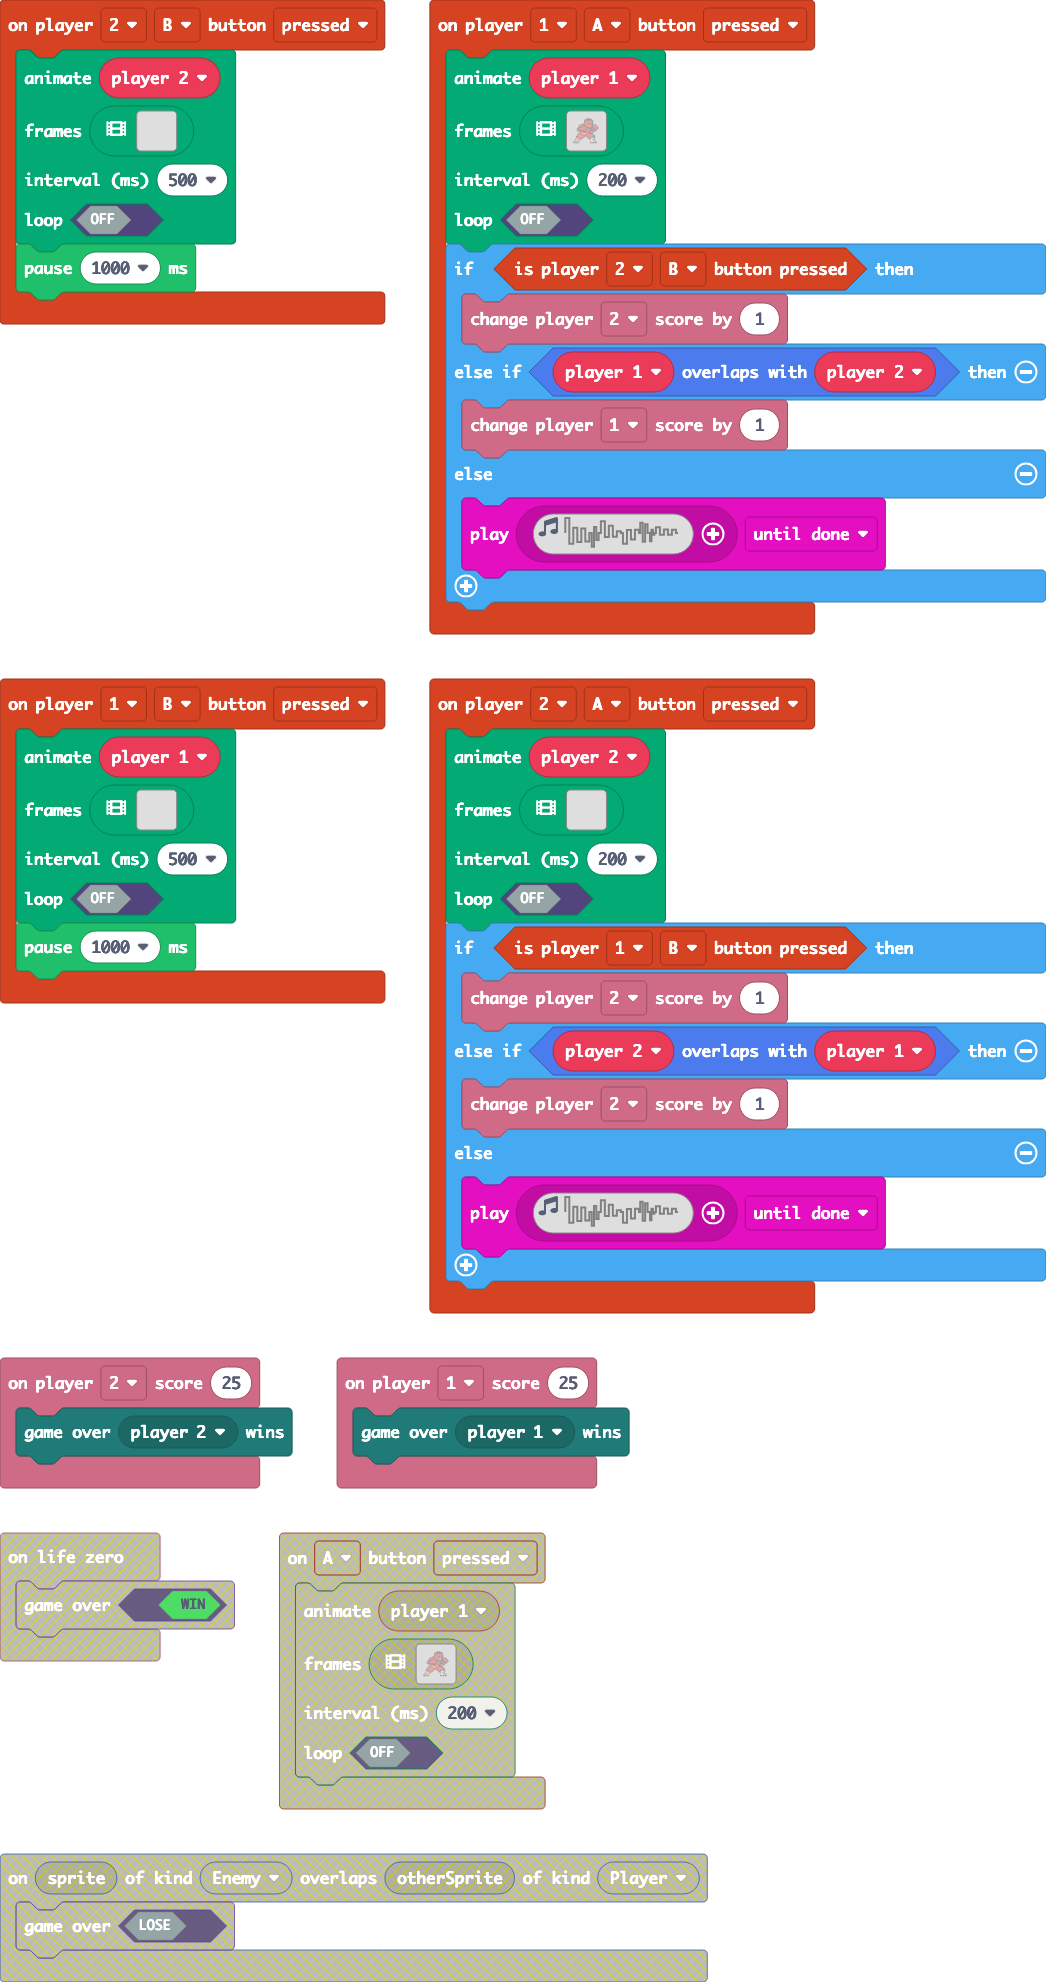 on player 2 B button pressed
animate player 2
frames
interval (ms) 500
loop OFF
pause 1000 ms
on player 1 A button pressed
animate player 1
frames
interval (ms) 200
loop OFF
if is player 2 B button pressed then
change player 2 score by 1
else if player 1 overlaps with player 2 then
change player 1 score by 1
else
play until done
on player 1 B button pressed
animate player 1
frames
interval (ms) 500
loop OFF
pause 1000 ms
on player 2 A button pressed
animate player 2
frames
interval (ms) 200
loop OFF
if is player 1 B button pressed then
change player 2 score by 1
else if player 2 overlaps with player 1 then
change player 2 score by 1
else
play until done
on player 2 score 25
game over player 2 wins
on player 1 score 25
game over player 1 wins
on life zero
game over WIN
on A button pressed
animate player 1
frames
interval (ms) 200
loop OFF
on sprite of kind Enemy overlaps otherSprite of kind Player
game over LOSE